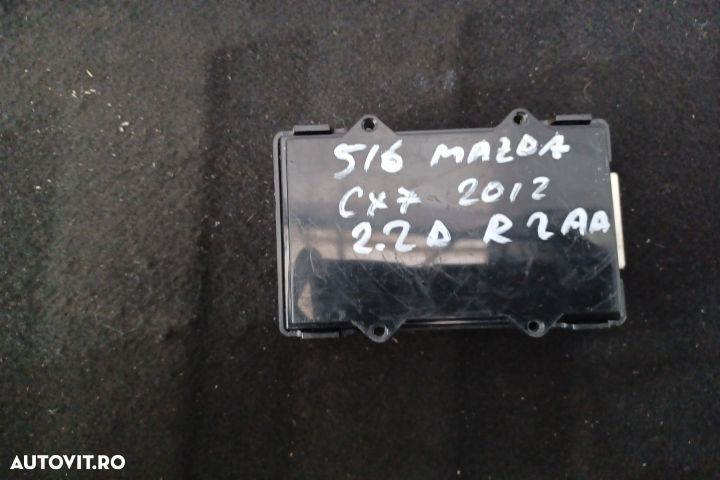 516 MAZDA
CX7 2012
2.2D R2AA
AUTOVIT.RO